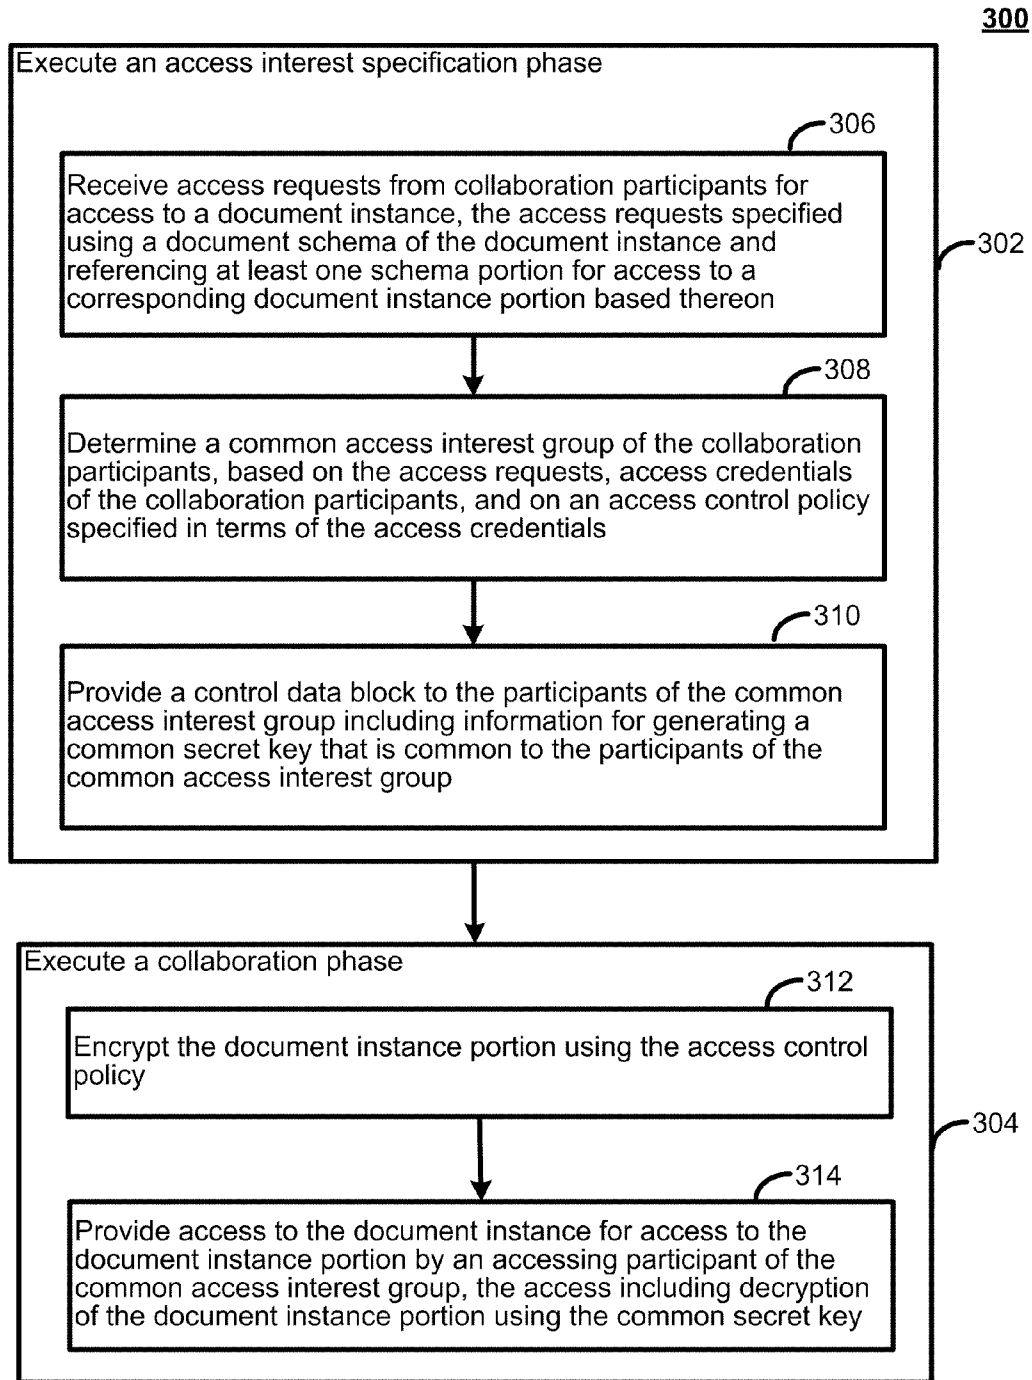 300
Execute an access interest specification phase
306
Receive access requests from collaboration participants for
access to a document instance, the access requests specified
using a document schema of the document instance and
referencing at least one schema portion for access to a
corresponding document instance portion based thereon
302
308
Determine a common access interest group of the collaboration
participants, based on the access requests, access credentials
of the collaboration participants, and on an access control policy
specified in terms of the access credentials
310
Provide a control data block to the participants of the common
access interest group including information for generating a
common secret key that is common to the participants of the
common access interest group
Execute a collaboration phase
312
Encrypt the document instance portion using the access control
policy
304
314
Provide access to the document instance for access to the
document instance portion by an accessing participant of the
common access interest group, the access including decryption
of the document instance portion using the common secret key